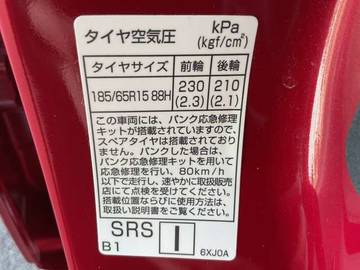 タイヤ空気圧 kPa (kgf/cm²)
タイヤサイズ 前輪 後輪
185/65R15 88H 230 (2.3) 210 (2.1)
この車両には、パンク応急修理
キットが搭載されていますので、
スペアタイヤは搭載されてお
りません。パンクした場合は、
パンク応急修理キットを用いて
応急修理を行い、80km/h
以下で走行し、速やかに取扱販売
店にて点検を受けてください。
搭載位置ならびに使用方法は、
取扱い説明書をご覧ください。
SRS I
B1 6XJ0A